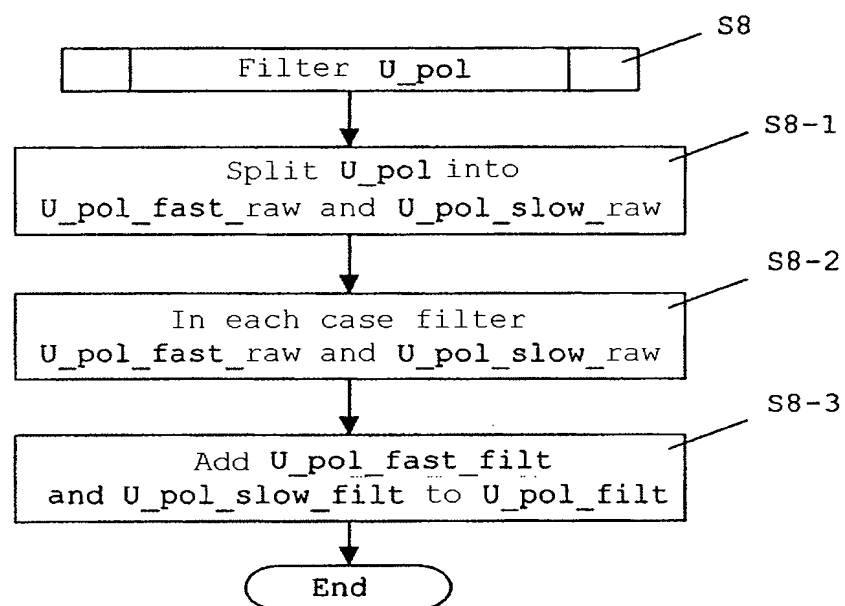 S8
Filter U_pol
S8-1
Split U_pol into
U_pol_fast_raw and U_pol_slow_raw
S8-2
In each case filter
U_pol_fast_raw and U_pol_slow_raw
S8-3
Add U_pol_fast_filt
and U_pol_slow_filt to U_pol_filt
End